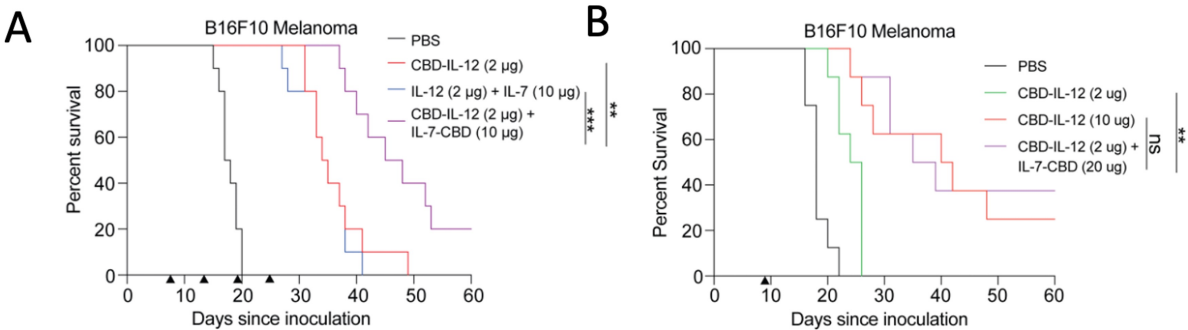 A
B16F10 Melanoma
Percent survival
100
80
60
40
20
0
0 10 20 30 40 50 60
Days since inoculation
PBS
CBD-IL-12 (2 µg)
IL-12 (2 µg) + IL-7 (10 µg)
CBD-IL-12 (2 µg) +
IL-7-CBD (10 µg)
***
**
B
B16F10 Melanoma
Percent Survival
100
80
60
40
20
0
0 10 20 30 40 50 60
Days since inoculation
PBS
CBD-IL-12 (2 ug)
CBD-IL-12 (10 ug)
CBD-IL-12 (2 ug) +
IL-7-CBD (20 ug)
ns
**